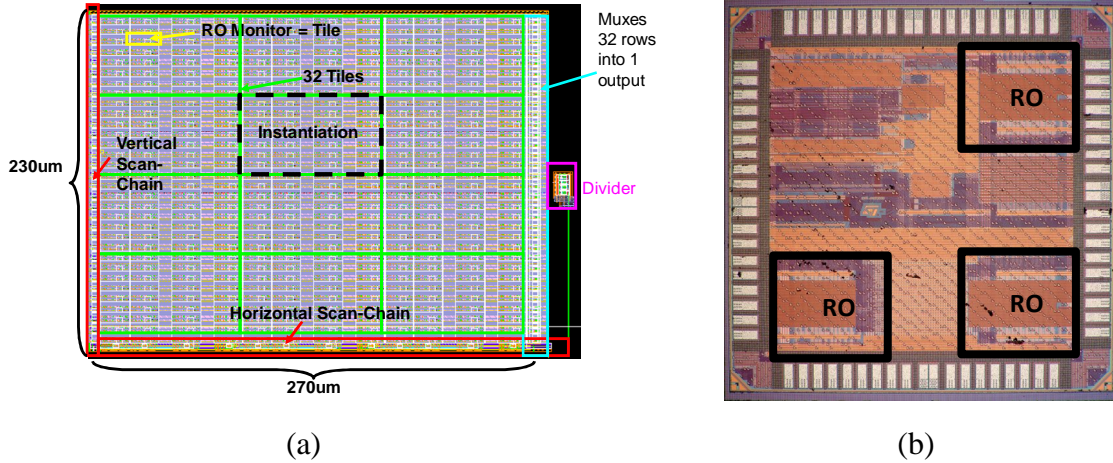 RO Monitor = Tile
32 Tiles
Instantiation
Vertical
Scan-
Chain
230um
Horizontal Scan-Chain
270um
Muxes
32 rows
into 1
output
Divider
(a)
RO
RO
RO
(b)